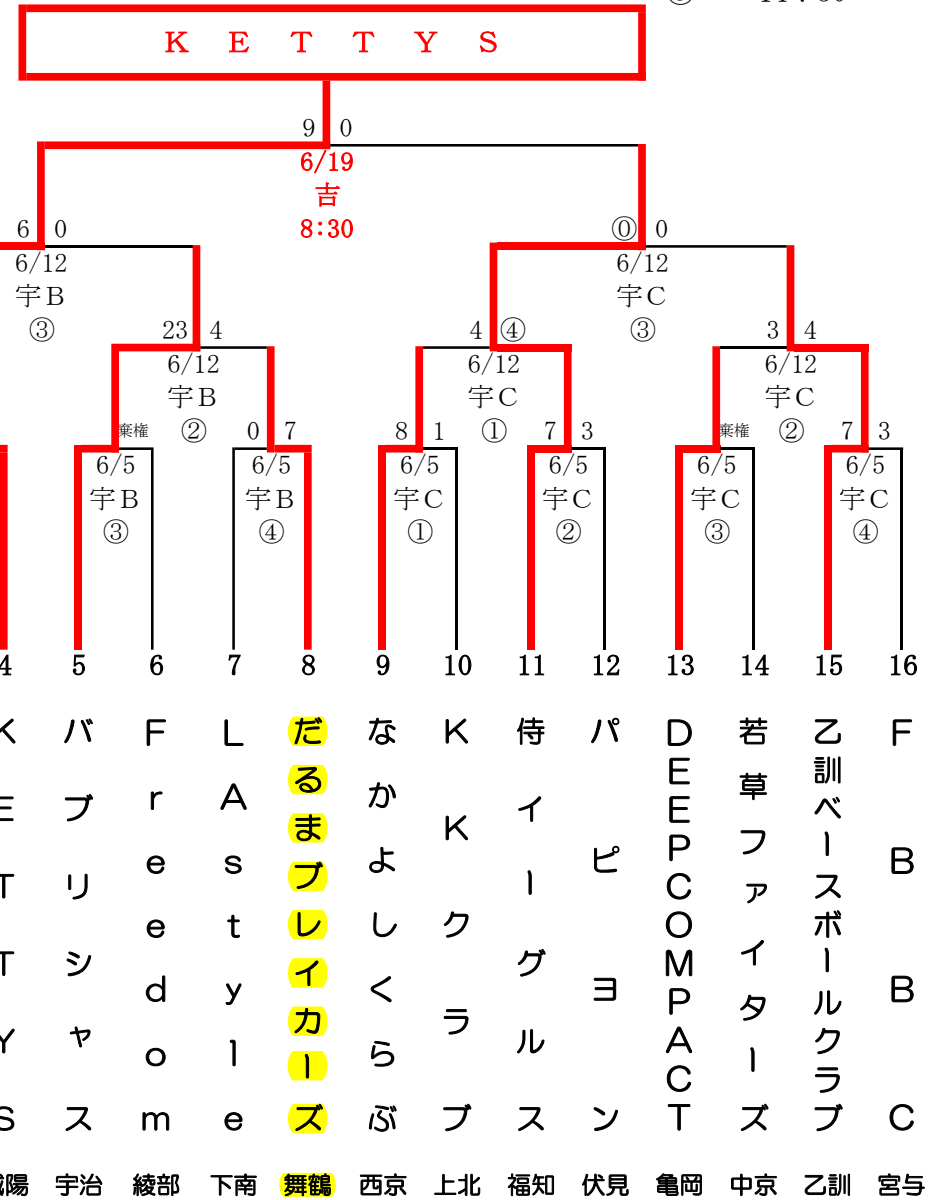 14：30
ＫＥＴＴＹＳ
9 0
6/19
吉
8:30
6 0
6/12
宇Ｂ
③
⓪ 0
6/12
宇Ｃ
③
23 4
6/12
宇Ｂ
②
4 ④
6/12
宇Ｃ
①
3 4
6/12
宇Ｃ
②
棄権
6/5
宇Ｂ
③
0 7
6/5
宇Ｂ
④
8 1
6/5
宇Ｃ
①
7 3
6/5
宇Ｃ
②
棄権
6/5
宇Ｃ
③
7 3
6/5
宇Ｃ
④
4 5 6 7 8 9 10 11 12 13 14 15 16
ＫＥＴＴＹＳ
バブリシャス
Ｆｒｅｅｄｏｍ
ＬＡｓｔｙｌｅ
だるまブレイカーズ
なかよしくらぶ
ＫＫクラブ
侍イーグルス
パピヨン
ＤＥＥＰＣＯＭＰＡＣＴ
若草ファイターズ
乙訓ベースボールクラブ
ＦＢＢＣ
城陽 宇治 綾部 下南 舞鶴 西京 上北 福知 伏見 亀岡 中京 乙訓 宮与